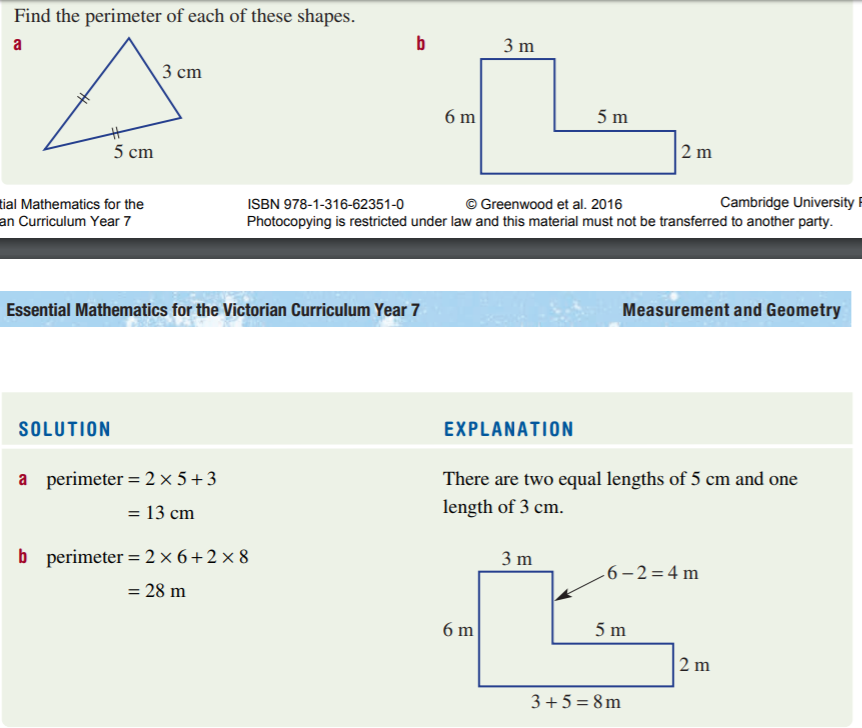 Find the perimeter of each of these shapes.
a
b
3 cm
5 cm
3 m
6 m
5 m
2 m
tial Mathematics for the
an Curriculum Year 7
ISBN 978-1-316-62351-0
© Greenwood et al. 2016
Cambridge University
Photocopying is restricted under law and this material must not be transferred to another party.
Essential Mathematics for the Victorian Curriculum Year 7
Measurement and Geometry
SOLUTION
EXPLANATION
a perimeter = 2 × 5 + 3
= 13 cm
There are two equal lengths of 5 cm and one
length of 3 cm.
b perimeter = 2 × 6 + 2 × 8
= 28 m
3 m
6 – 2 = 4 m
6 m
5 m
2 m
3 + 5 = 8 m